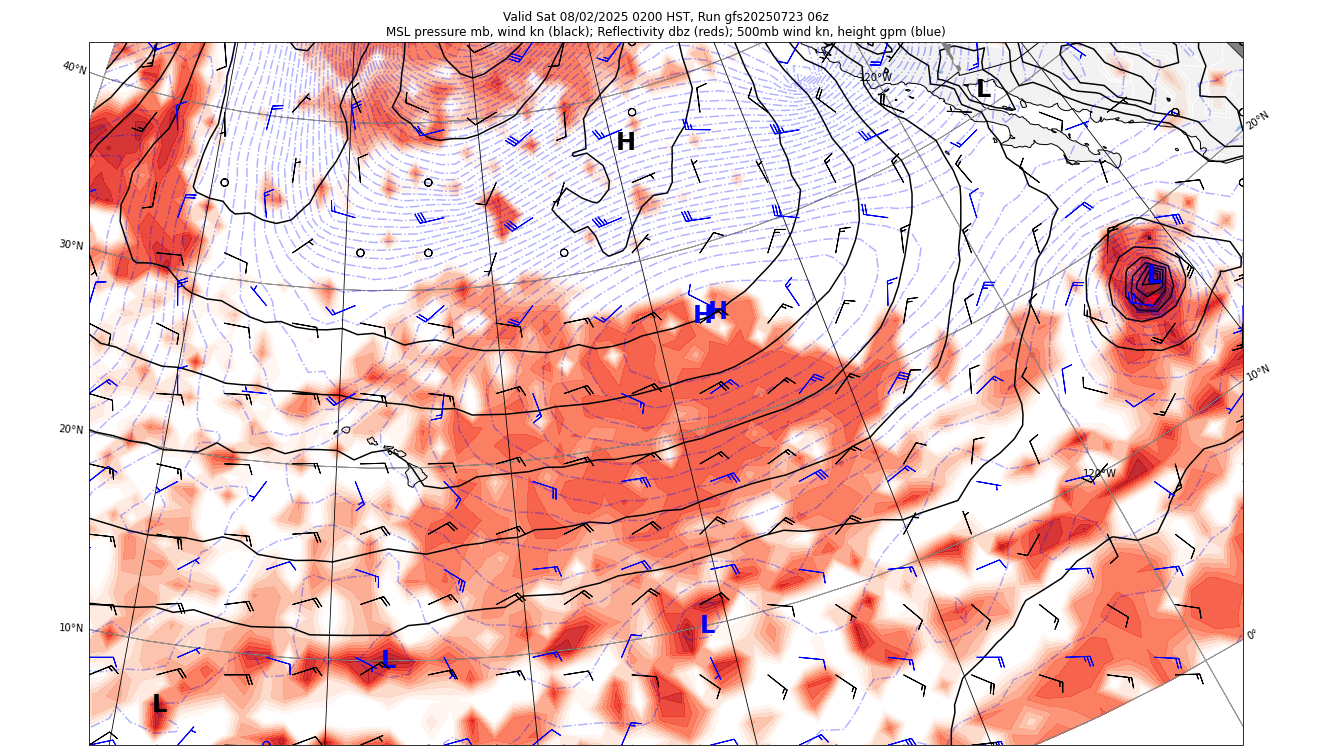 Valid Sat 08/02/2025 0200 HST, Run gfs20250723 06z
MSL pressure mb, wind kn (black); Reflectivity dbz (reds); 500mb wind kn, height gpm (blue)
40°N
120°W
L
20°N
H
30°N
L
H
H
10°N
20°N
120°W
10°N
L
0°
L
L